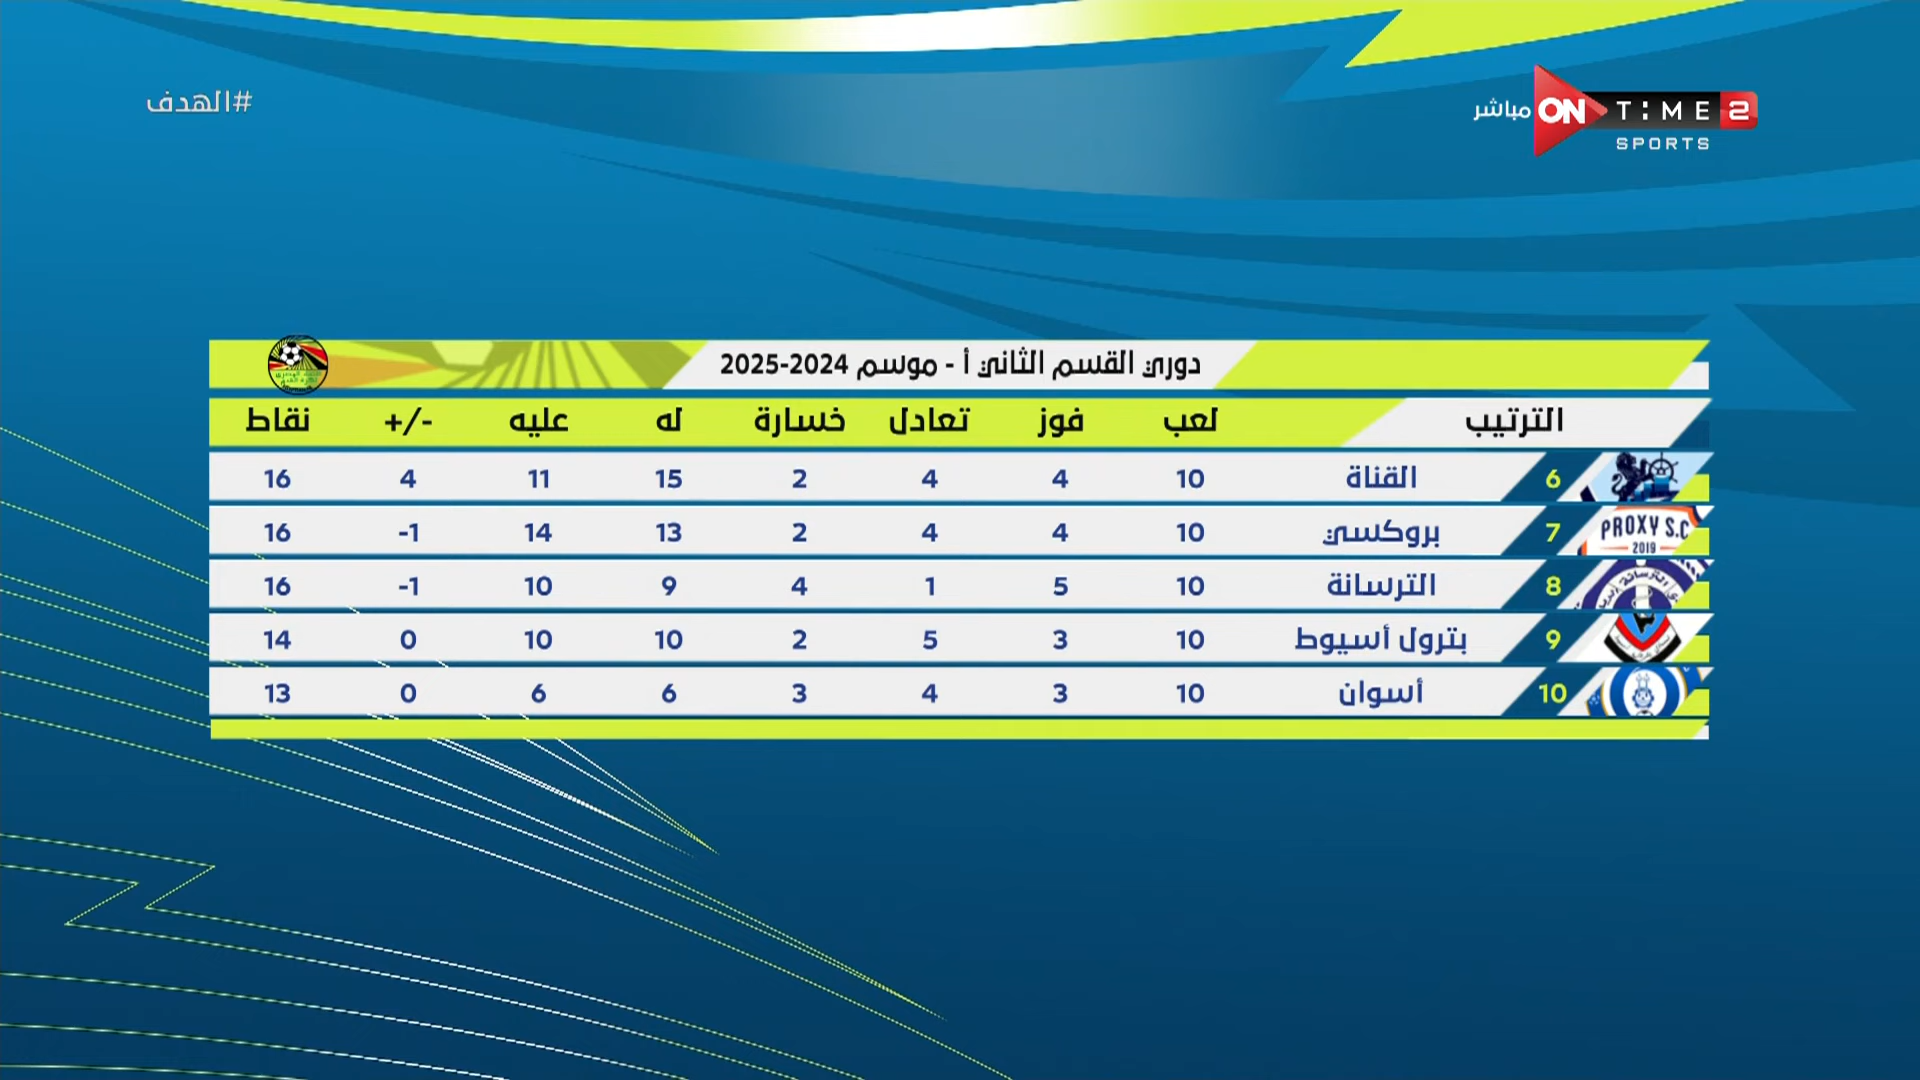 #الهدف
مباشر ON TIME SPORTS 2
دوري القسم الثاني أ - موسم 2024-2025
الترتيب لعب فوز تعادل خسارة له عليه +/- نقاط
6 القناة 10 4 4 2 15 11 4 16
PROXY S.C 2019
7 بروكسي 10 4 4 2 13 14 -1 16
8 الترسانة 10 5 1 4 9 10 -1 16
9 بترول أسيوط 10 3 5 2 10 10 0 14
10 أسوان 10 3 4 3 6 6 0 13